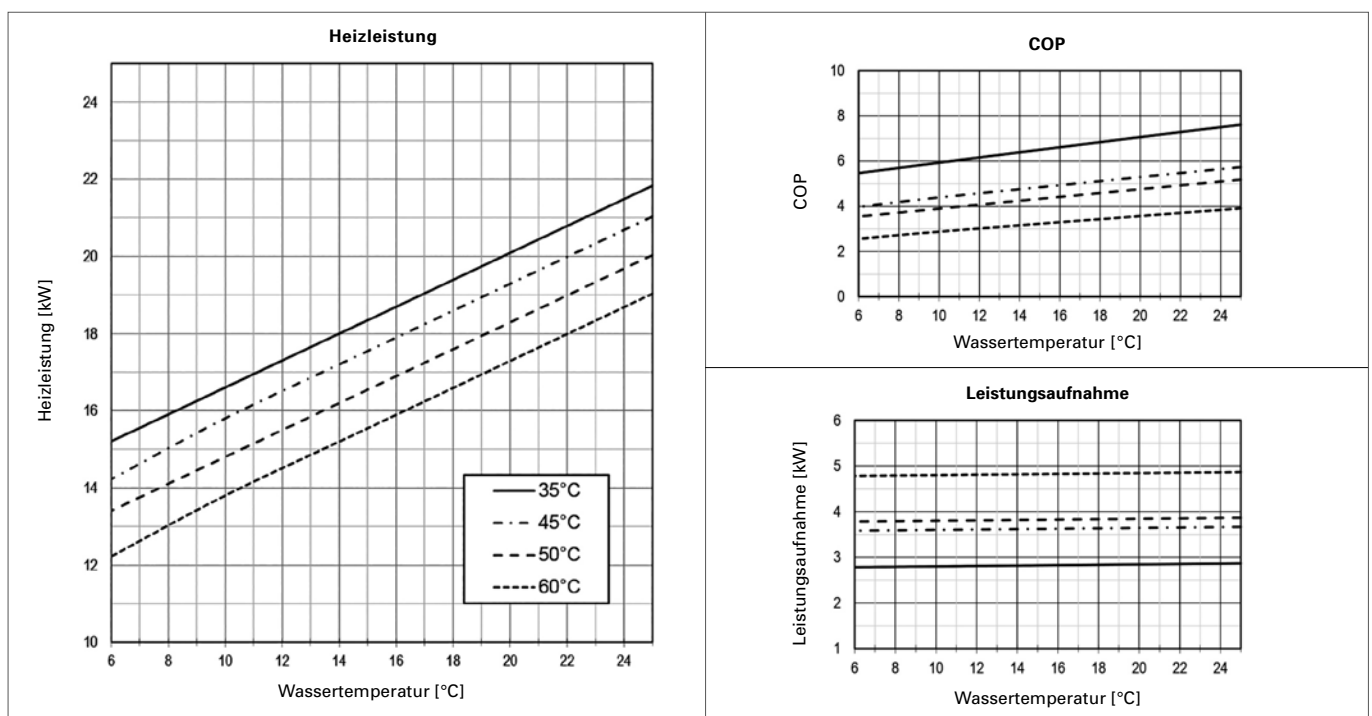 Heizleistung
Heizleistung [kW]
24
22
20
18
16
14
12
10
35°C
45°C
50°C
60°C
6 8 10 12 14 16 18 20 22 24
Wassertemperatur [°C]
COP
COP
10
8
6
4
2
0
6 8 10 12 14 16 18 20 22 24
Wassertemperatur [°C]
Leistungsaufnahme
Leistungsaufnahme [kW]
6
5
4
3
2
1
6 8 10 12 14 16 18 20 22 24
Wassertemperatur [°C]